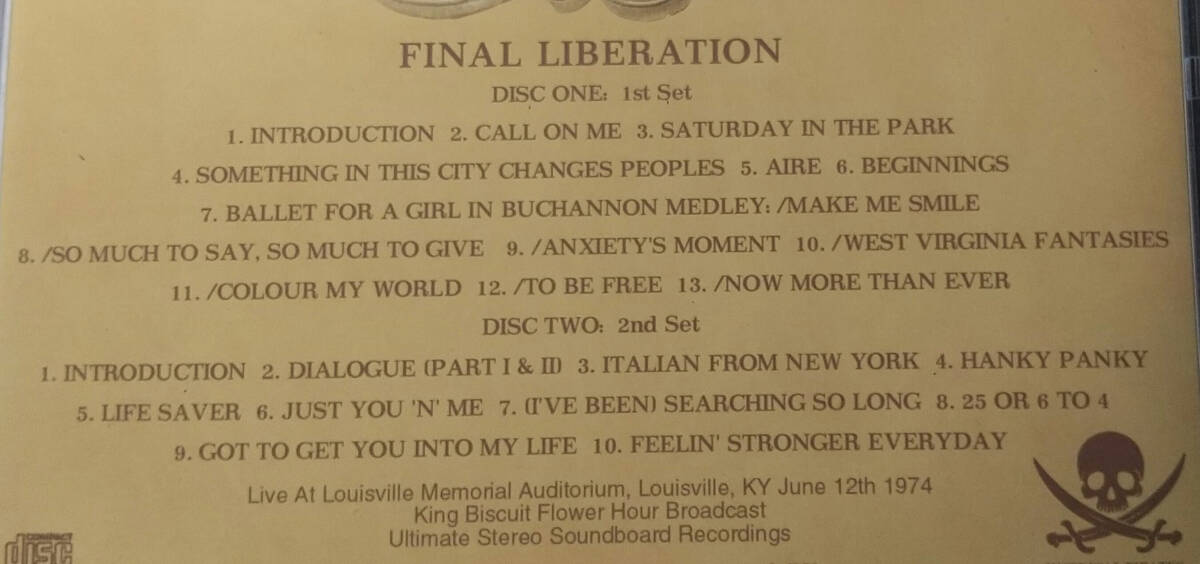 FINAL LIBERATION
DISC ONE: 1st Set
1. INTRODUCTION 2. CALL ON ME 3. SATURDAY IN THE PARK
4. SOMETHING IN THIS CITY CHANGES PEOPLES 5. AIRE 6. BEGINNINGS
7. BALLET FOR A GIRL IN BUCHANNON MEDLEY: /MAKE ME SMILE
8. /SO MUCH TO SAY, SO MUCH TO GIVE 9. /ANXIETY'S MOMENT 10. /WEST VIRGINIA FANTASIES
11. /COLOUR MY WORLD 12. /TO BE FREE 13. /NOW MORE THAN EVER
DISC TWO: 2nd Set
1. INTRODUCTION 2. DIALOGUE (PART I & II) 3. ITALIAN FROM NEW YORK 4. HANKY PANKY
5. LIFE SAVER 6. JUST YOU 'N' ME 7. (I'VE BEEN) SEARCHING SO LONG 8. 25 OR 6 TO 4
9. GOT TO GET YOU INTO MY LIFE 10. FEELIN' STRONGER EVERYDAY
Live At Louisville Memorial Auditorium, Louisville, KY June 12th 1974
King Biscuit Flower Hour Broadcast
Ultimate Stereo Soundboard Recordings
COMPACT
disc